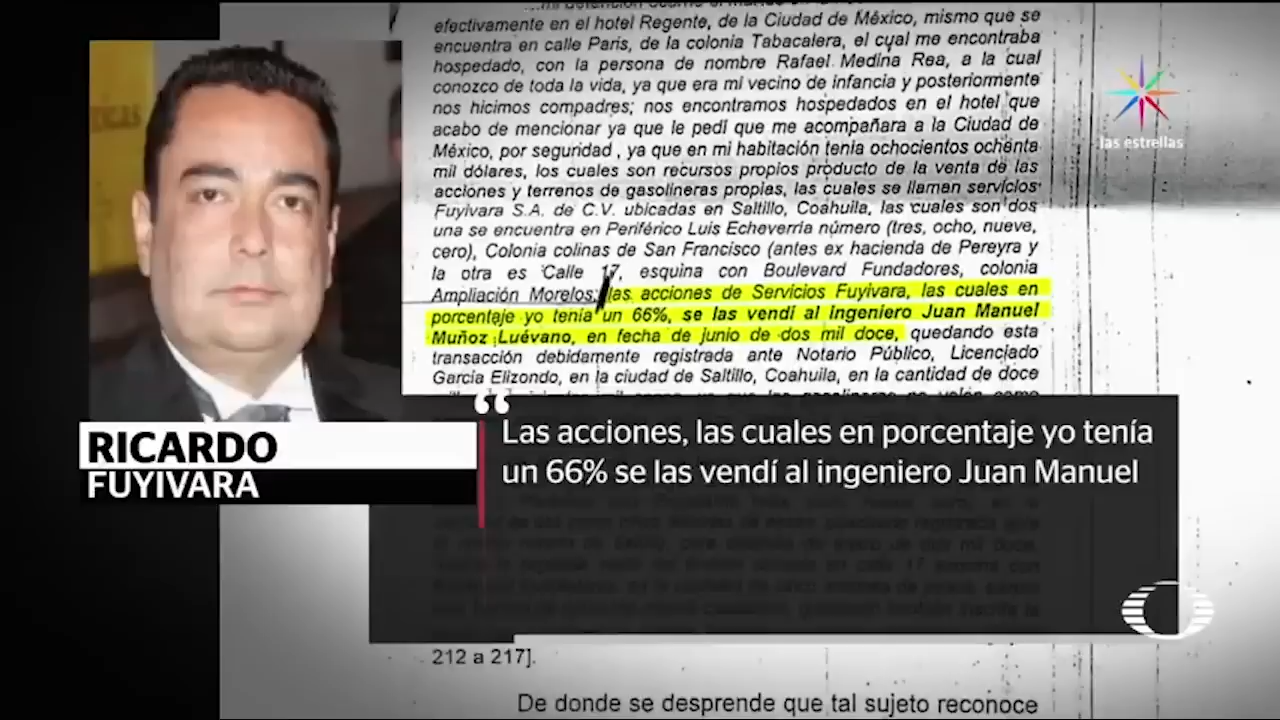 ...mi detención ocurrió el
efectivamente en el hotel Regente, de la Ciudad de México, mismo que se
encuentra en calle París, de la colonia Tabacalera, el cual me encontraba
hospedado, con la persona de nombre Rafael Medina Rea, a la cual
conozco de toda la vida, ya que era mi vecino de infancia y posteriormente
nos hicimos compadres; nos encontramos hospedados en el hotel que
acabo de mencionar ya que le pedí que me acompañara a la Ciudad de
México, por seguridad, ya que en mi habitación tenía ochocientos ochenta
mil dólares, los cuales son recursos propios producto de la venta de las
acciones y terrenos de gasolineras propias, las cuales se llaman servicios
Fuyivara S.A. de C.V. ubicadas en Saltillo, Coahuila, las cuales son dos
una se encuentra en Periférico Luis Echeverría número (tres, ocho, nueve,
cero), Colonia colinas de San Francisco (antes ex hacienda de Pereyra y
la otra es Calle 17, esquina con Boulevard Fundadores, colonia
Ampliación Morelos; las acciones de Servicios Fuyivara, las cuales en
porcentaje yo tenía un 66%, se las vendí al Ingeniero Juan Manuel
Muñoz Luévano, en fecha de junio de dos mil doce, quedando esta
transacción debidamente registrada ante Notario Público, Licenciado
García Elizondo, en la ciudad de Saltillo, Coahuila, en la cantidad de doce
las estrellas
RICARDO
FUYIVARA
“
Las acciones, las cuales en porcentaje yo tenía
un 66% se las vendí al ingeniero Juan Manuel
212 a 217].
De donde se desprende que tal sujeto reconoce